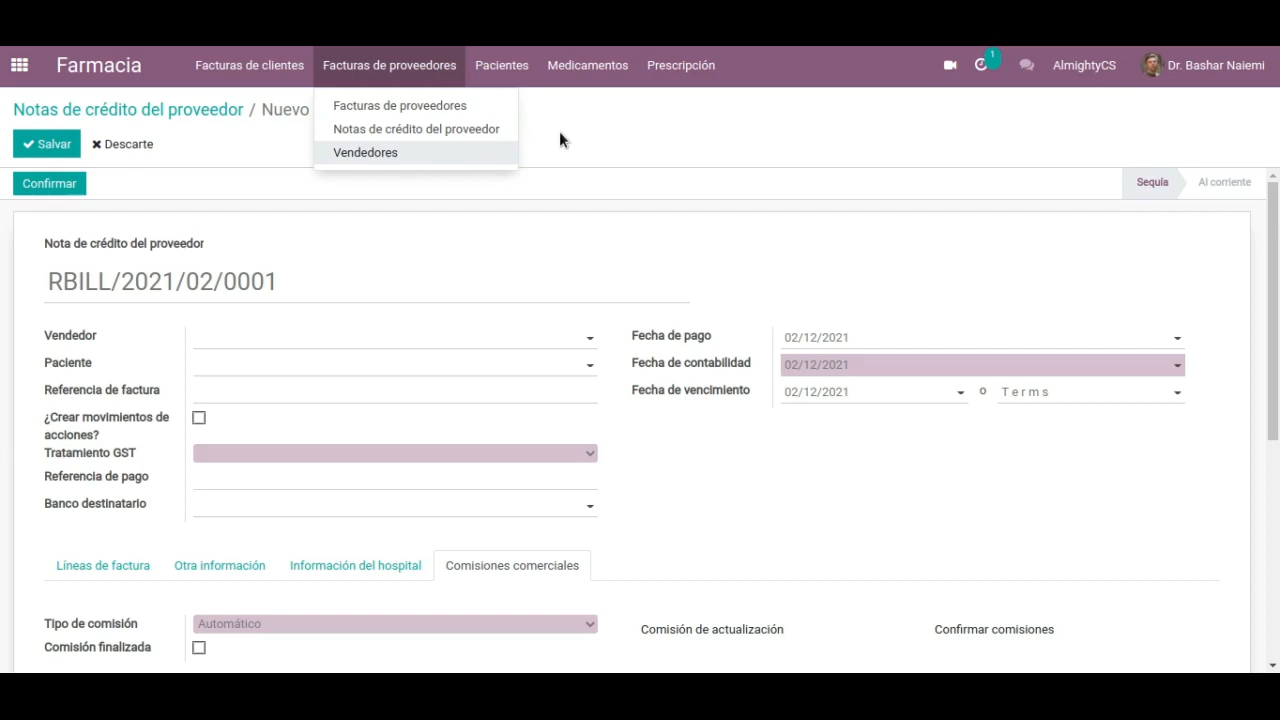 Farmacia
Facturas de clientes
Facturas de proveedores
Pacientes
Medicamentos
Prescripción
1
AlmightyCS
Dr. Bashar Naiemi
Notas de crédito del proveedor / Nuevo
Facturas de proveedores
Notas de crédito del proveedor
Vendedores
Salvar
Descarte
Confirmar
Sequía
Al corriente
Nota de crédito del proveedor
RBILL/2021/02/0001
Vendedor
Paciente
Referencia de factura
¿Crear movimientos de
acciones?
Tratamiento GST
Referencia de pago
Banco destinatario
Fecha de pago
02/12/2021
Fecha de contabilidad
02/12/2021
Fecha de vencimiento
02/12/2021
o
Terms
Líneas de factura
Otra información
Información del hospital
Comisiones comerciales
Tipo de comisión
Automático
Comisión finalizada
Comisión de actualización
Confirmar comisiones